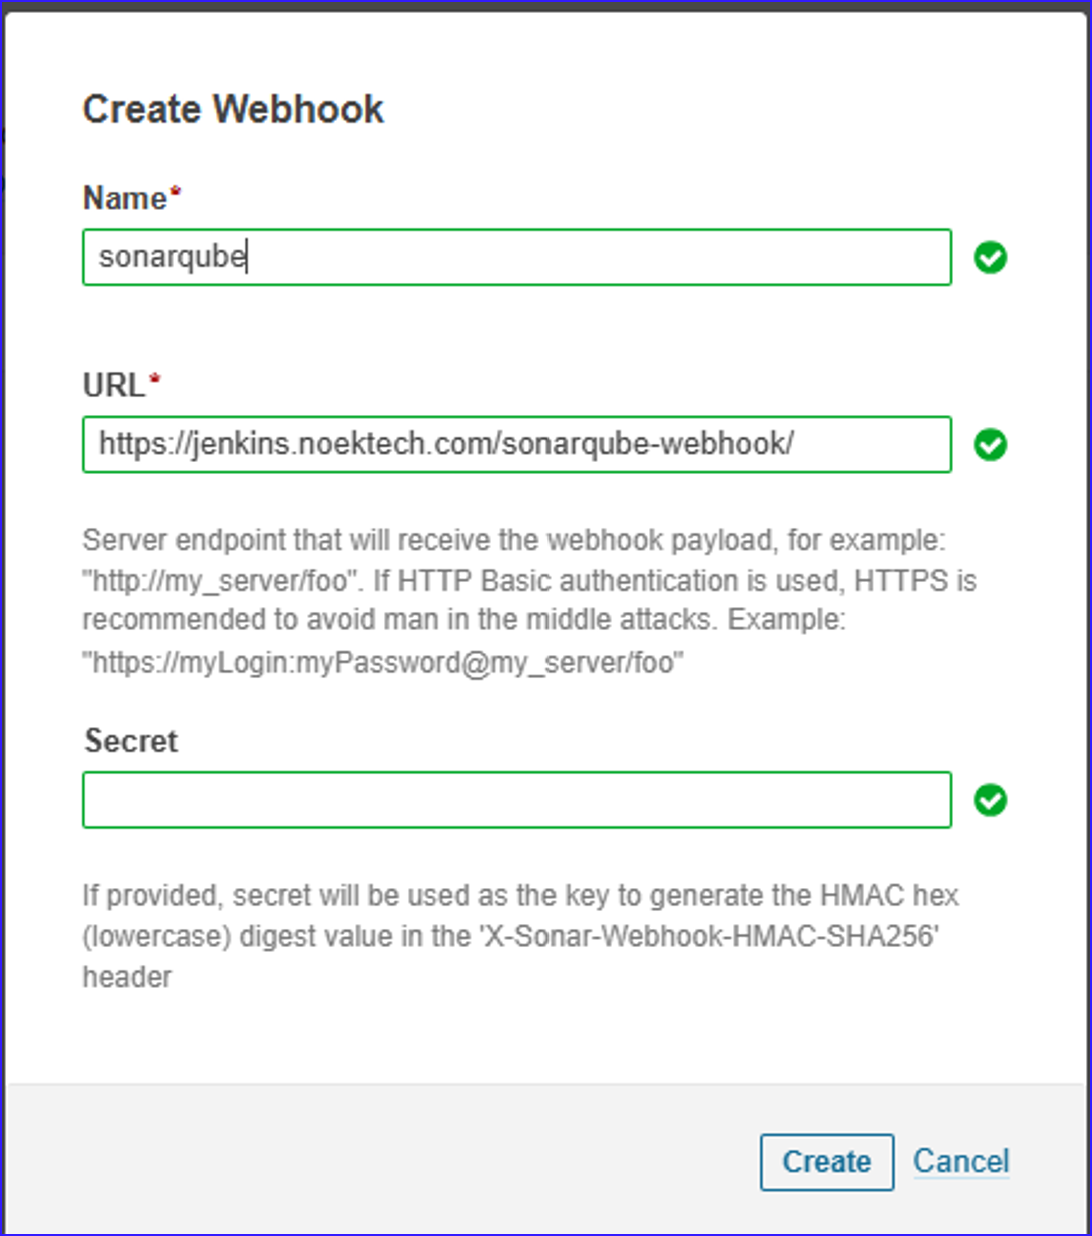 Create Webhook
Name*
sonarqube
URL*
https://jenkins.noektech.com/sonarqube-webhook/
Server endpoint that will receive the webhook payload, for example:
"http://my_server/foo". If HTTP Basic authentication is used, HTTPS is
recommended to avoid man in the middle attacks. Example:
"https://myLogin:myPassword@my_server/foo"
Secret
If provided, secret will be used as the key to generate the HMAC hex
(lowercase) digest value in the 'X-Sonar-Webhook-HMAC-SHA256'
header
Create Cancel